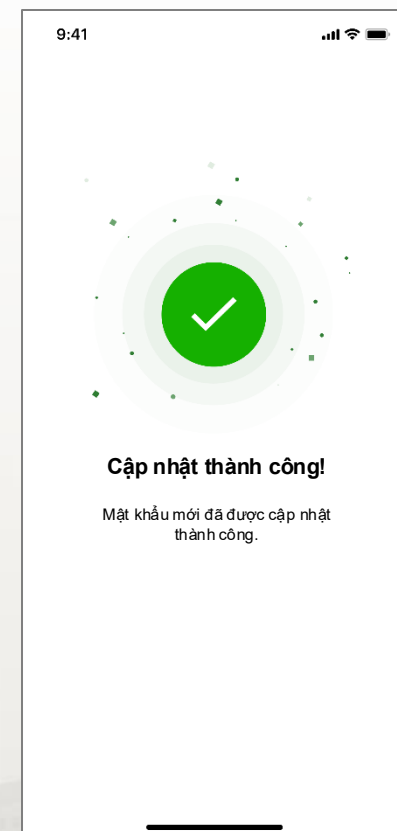 9:41
Cập nhật thành công!
Mật khẩu mới đã được cập nhật
thành công.